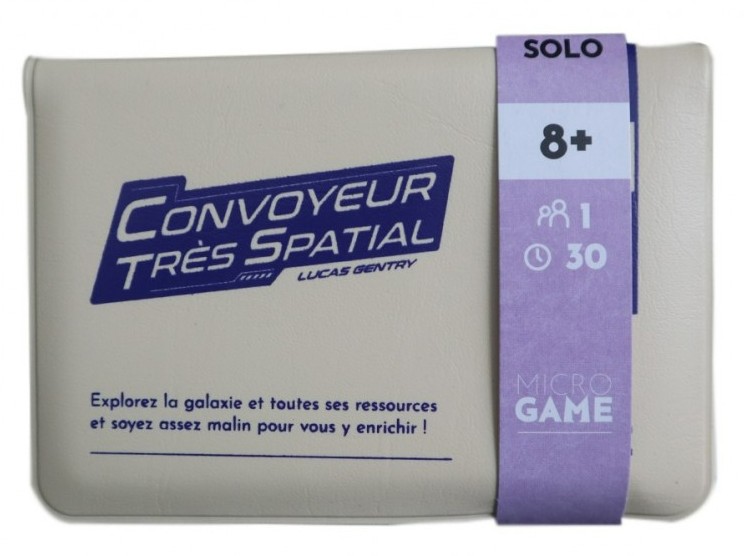 CONVOYEUR
TRÈS SPATIAL
LUCAS GENTRY
Explorez la galaxie et toutes ses ressources
et soyez assez malin pour vous y enrichir !
SOLO
8+
1
30
MICRO
GAME